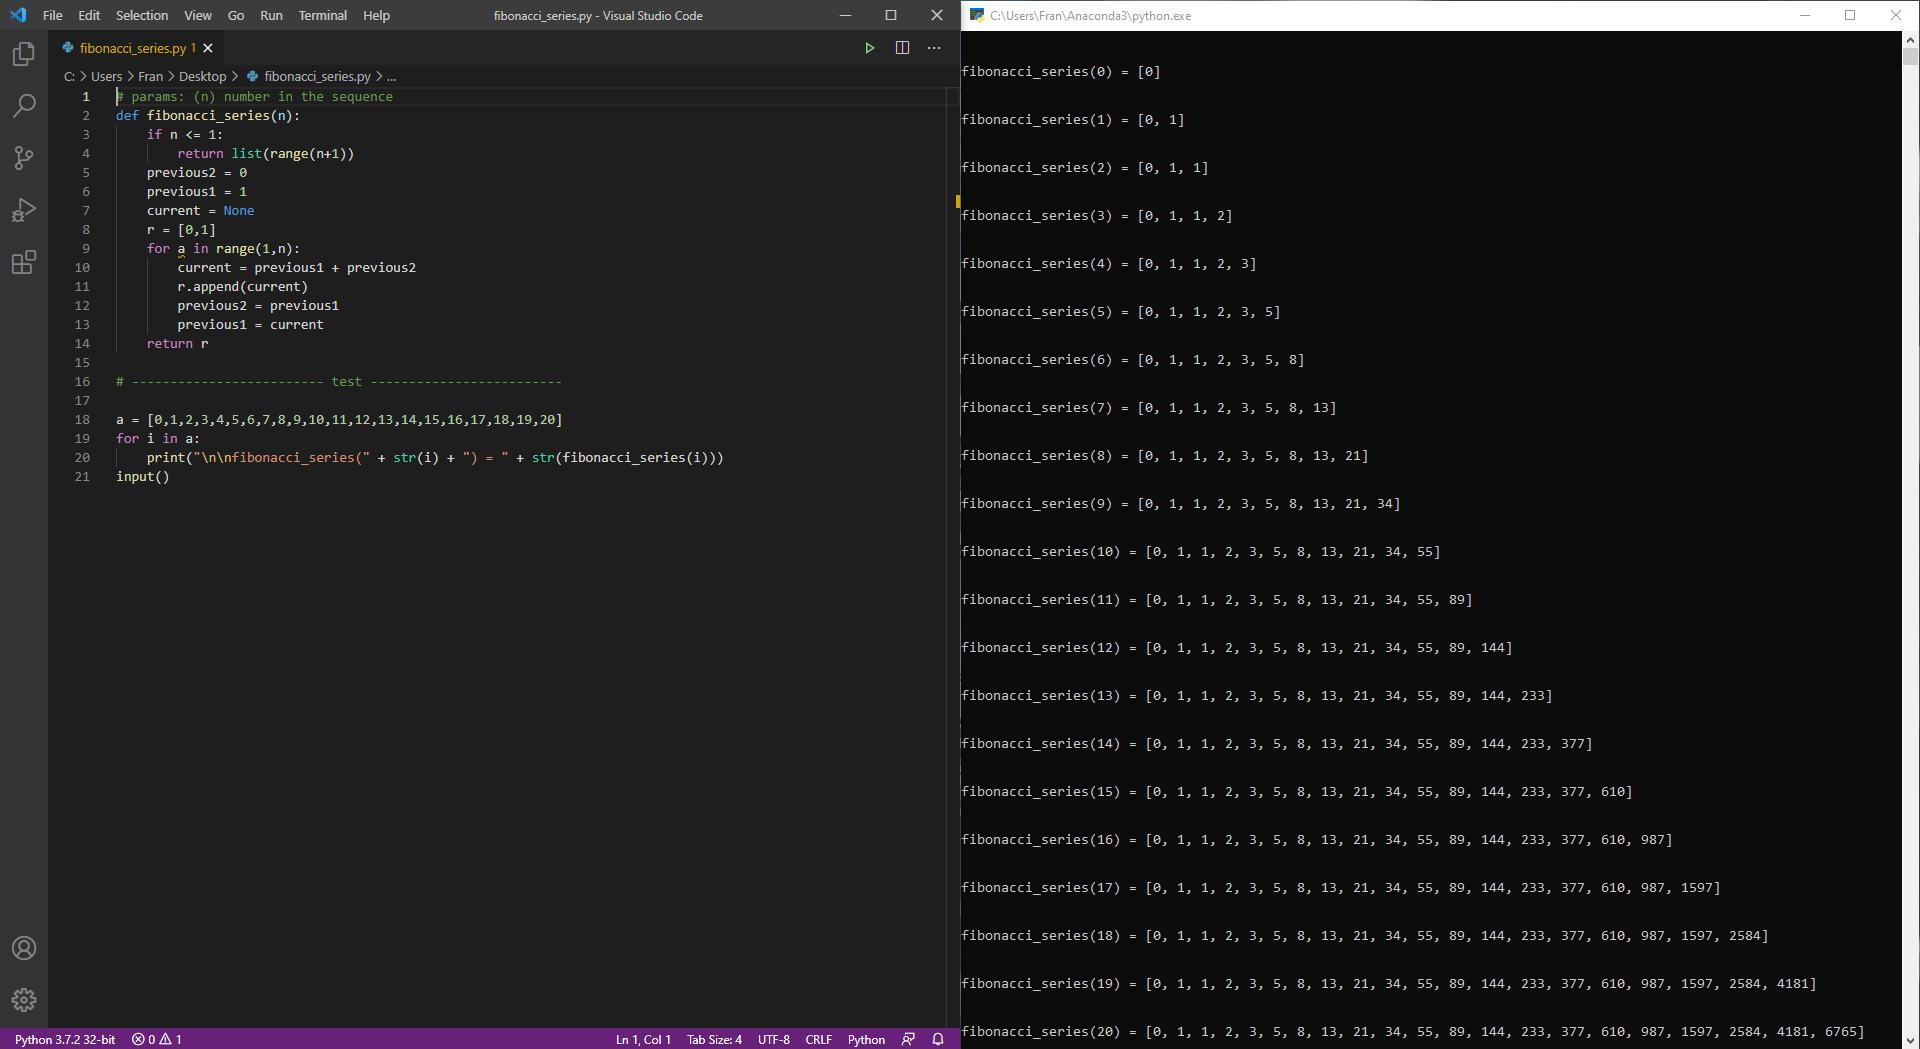 File Edit Selection View Go Run Terminal Help fibonacci_series.py - Visual Studio Code
fibonacci_series.py 1
C: > Users > Fran > Desktop > fibonacci_series.py > ...
1 # params: (n) number in the sequence
2 def fibonacci_series(n):
3     if n <= 1:
4         return list(range(n+1))
5     previous2 = 0
6     previous1 = 1
7     current = None
8     r = [0,1]
9     for a in range(1,n):
10         current = previous1 + previous2
11         r.append(current)
12         previous2 = previous1
13         previous1 = current
14     return r
15
16 # ------------------------- test -------------------------
17
18 a = [0,1,2,3,4,5,6,7,8,9,10,11,12,13,14,15,16,17,18,19,20]
19 for i in a:
20     print("\n\nfibonacci_series(" + str(i) + ") = " + str(fibonacci_series(i)))
21 input()
Python 3.7.2 32-bit 0 1 Ln 1, Col 1 Tab Size: 4 UTF-8 CRLF Python
C:\Users\Fran\Anaconda3\python.exe
fibonacci_series(0) = [0]
fibonacci_series(1) = [0, 1]
fibonacci_series(2) = [0, 1, 1]
fibonacci_series(3) = [0, 1, 1, 2]
fibonacci_series(4) = [0, 1, 1, 2, 3]
fibonacci_series(5) = [0, 1, 1, 2, 3, 5]
fibonacci_series(6) = [0, 1, 1, 2, 3, 5, 8]
fibonacci_series(7) = [0, 1, 1, 2, 3, 5, 8, 13]
fibonacci_series(8) = [0, 1, 1, 2, 3, 5, 8, 13, 21]
fibonacci_series(9) = [0, 1, 1, 2, 3, 5, 8, 13, 21, 34]
fibonacci_series(10) = [0, 1, 1, 2, 3, 5, 8, 13, 21, 34, 55]
fibonacci_series(11) = [0, 1, 1, 2, 3, 5, 8, 13, 21, 34, 55, 89]
fibonacci_series(12) = [0, 1, 1, 2, 3, 5, 8, 13, 21, 34, 55, 89, 144]
fibonacci_series(13) = [0, 1, 1, 2, 3, 5, 8, 13, 21, 34, 55, 89, 144, 233]
fibonacci_series(14) = [0, 1, 1, 2, 3, 5, 8, 13, 21, 34, 55, 89, 144, 233, 377]
fibonacci_series(15) = [0, 1, 1, 2, 3, 5, 8, 13, 21, 34, 55, 89, 144, 233, 377, 610]
fibonacci_series(16) = [0, 1, 1, 2, 3, 5, 8, 13, 21, 34, 55, 89, 144, 233, 377, 610, 987]
fibonacci_series(17) = [0, 1, 1, 2, 3, 5, 8, 13, 21, 34, 55, 89, 144, 233, 377, 610, 987, 1597]
fibonacci_series(18) = [0, 1, 1, 2, 3, 5, 8, 13, 21, 34, 55, 89, 144, 233, 377, 610, 987, 1597, 2584]
fibonacci_series(19) = [0, 1, 1, 2, 3, 5, 8, 13, 21, 34, 55, 89, 144, 233, 377, 610, 987, 1597, 2584, 4181]
fibonacci_series(20) = [0, 1, 1, 2, 3, 5, 8, 13, 21, 34, 55, 89, 144, 233, 377, 610, 987, 1597, 2584, 4181, 6765]